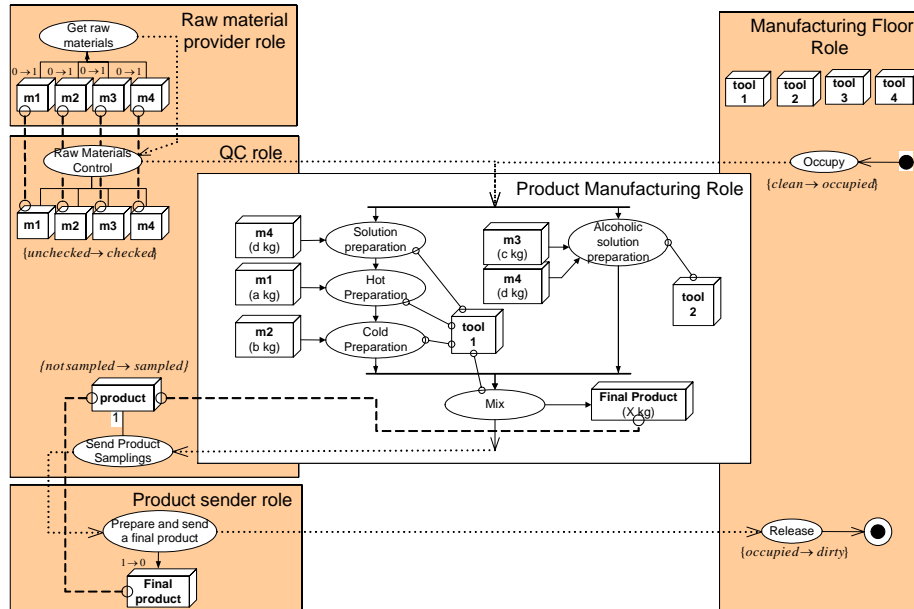 Raw material
provider role
Get raw
materials
0→1
0→1
0→1
0→1
m1
m2
m3
m4
QC role
Raw Materials
Control
m1
m2
m3
m4
{unchecked→checked}
{not sampled→sampled}
product
1
Send Product
Samplings
Product sender role
Prepare and send
a final product
1→0
Final
product
Product Manufacturing Role
m4
(d kg)
Solution
preparation
m1
(a kg)
Hot
Preparation
m2
(b kg)
Cold
Preparation
tool
1
m3
(c kg)
m4
(d kg)
Alcoholic
solution
preparation
tool
2
Mix
Final Product
(X kg)
Manufacturing Floor
Role
tool
1
tool
2
tool
3
tool
4
Occupy
{clean→occupied}
Release
{occupied→dirty}